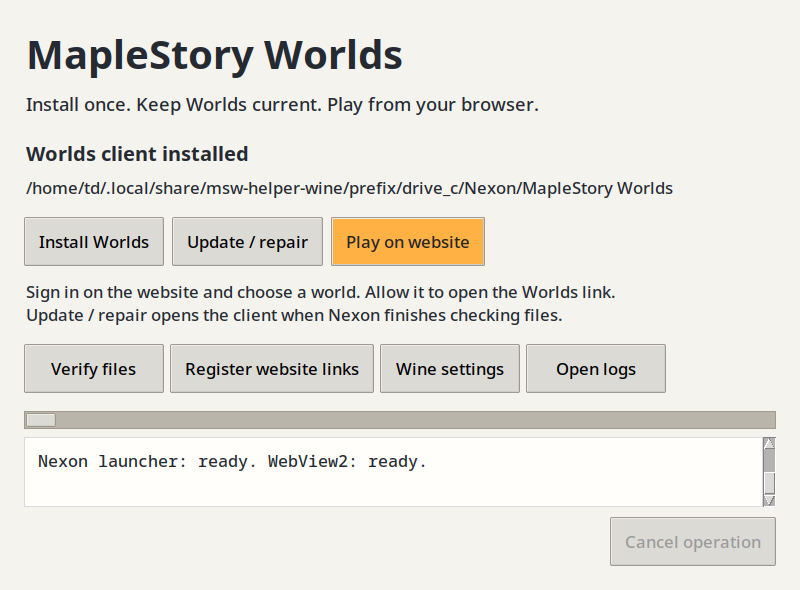 MapleStory Worlds
Install once. Keep Worlds current. Play from your browser.
Worlds client installed
/home/td/.local/share/msw-helper-wine/prefix/drive_c/Nexon/MapleStory Worlds
Install Worlds
Update / repair
Play on website
Sign in on the website and choose a world. Allow it to open the Worlds link.
Update / repair opens the client when Nexon finishes checking files.
Verify files
Register website links
Wine settings
Open logs
Nexon launcher: ready. WebView2: ready.
Cancel operation